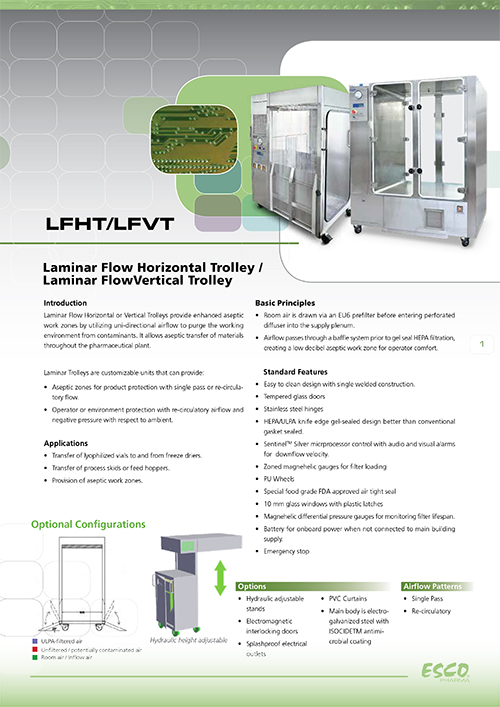 LFHT/LFVT
Laminar Flow Horizontal Trolley /
Laminar FlowVertical Trolley
Introduction
Laminar Flow Horizontal or Vertical Trolleys provide enhanced aseptic
work zones by utilizing uni-directional airflow to purge the working
environment from contaminants. It allows aseptic transfer of materials
throughout the pharmaceutical plant.
Laminar Trolleys are customizable units that can provide:
• Aseptic zones for product protection with single pass or re-circula-
tory flow.
• Operator or environment protection with re-circulatory airflow and
negative pressure with respect to ambient.
Applications
• Transfer of lyophilized vials to and from freeze driers.
• Transfer of process skids or feed hoppers.
• Provision of aseptic work zones.
Basic Principles
• Room air is drawn via an EU6 prefilter before entering perforated
diffuser into the supply plenum.
• Airflow passes through a baffle system prior to gel seal HEPA filtration,
creating a low decibel aseptic work zone for operator comfort.
1
Standard Features
• Easy to clean design with single welded construction.
• Tempered glass doors
• Stainless steel hinges
• HEPA/ULPA knife edge gel-sealed design better than conventional
gasket sealed.
• Sentinel™ Silver micrprocessor control with audio and visual alarms
for downflow velocity.
• Zoned magnehelic gauges for filter loading
• PU Wheels
• Special food grade FDA approved air tight seal
• 10 mm glass windows with plastic latches
• Magnehelic differential pressure gauges for monitoring filter lifespan.
• Battery for onboard power when not connected to main building
supply.
• Emergency stop
Optional Configurations
ULPA-filtered air
Unfiltered / potentially contaminated air
Room air / Inflow air
Hydraulic height adjustable
Options
• Hydraulic adjustable
stands
• Electromagnetic
interlocking doors
• Splashproof electrical
outlets
• PVC Curtains
• Main body is electro-
galvanized steel with
ISOCIDETM antimi-
crobial coating
Airflow Patterns
• Single Pass
• Re-circulatory
ESCO
PHARMA